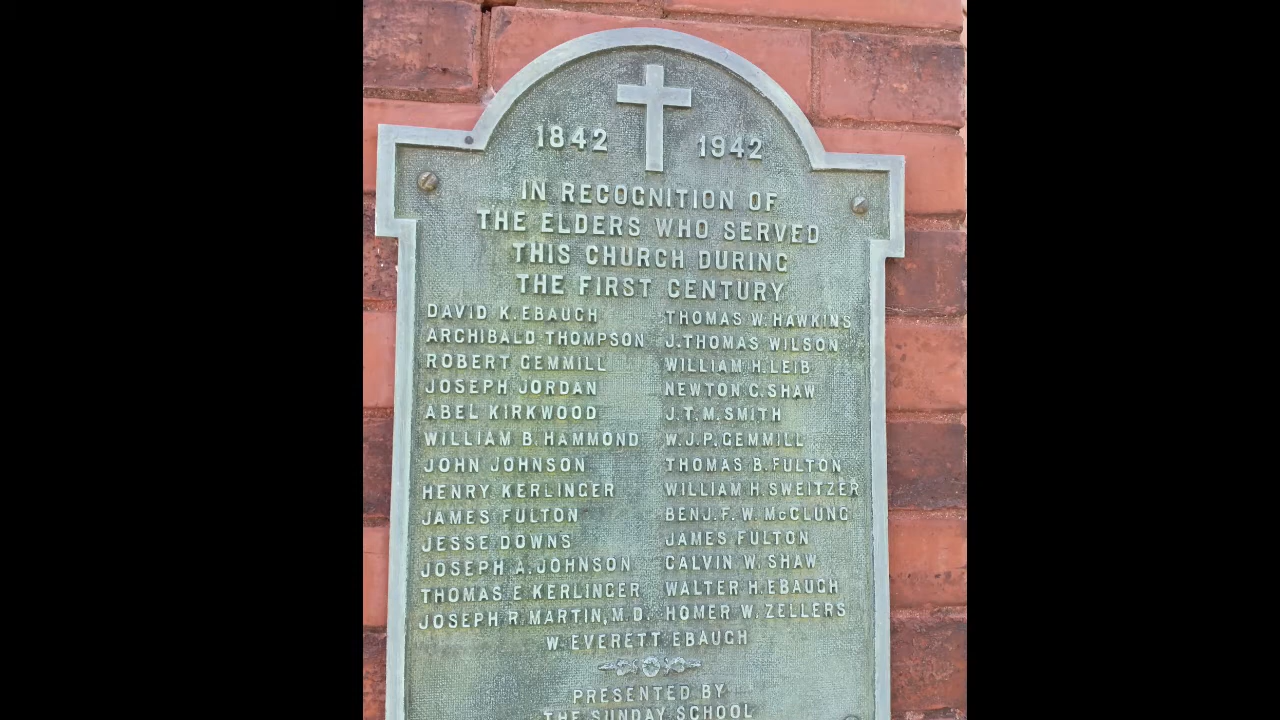 1842 1942
IN RECOGNITION OF
THE ELDERS WHO SERVED
THIS CHURCH DURING
THE FIRST CENTURY
DAVID K. EBAUGH THOMAS W. HAWKINS
ARCHIBALD THOMPSON J. THOMAS WILSON
ROBERT GEMMILL WILLIAM H. LEIB
JOSEPH JORDAN NEWTON C. SHAW
ABEL KIRKWOOD J. T. M. SMITH
WILLIAM B. HAMMOND W. J. P. GEMMILL
JOHN JOHNSON THOMAS B. FULTON
HENRY KERLINGER WILLIAM H. SWEITZER
JAMES FULTON BENJ. F. W. McCLUNG
JESSE DOWNS JAMES FULTON
JOSEPH A. JOHNSON CALVIN W. SHAW
THOMAS E KERLINGER WALTER H. EBAUGH
JOSEPH R. MARTIN, M.D. HOMER W. ZELLERS
W. EVERETT EBAUGH
PRESENTED BY
THE SUNDAY SCHOOL